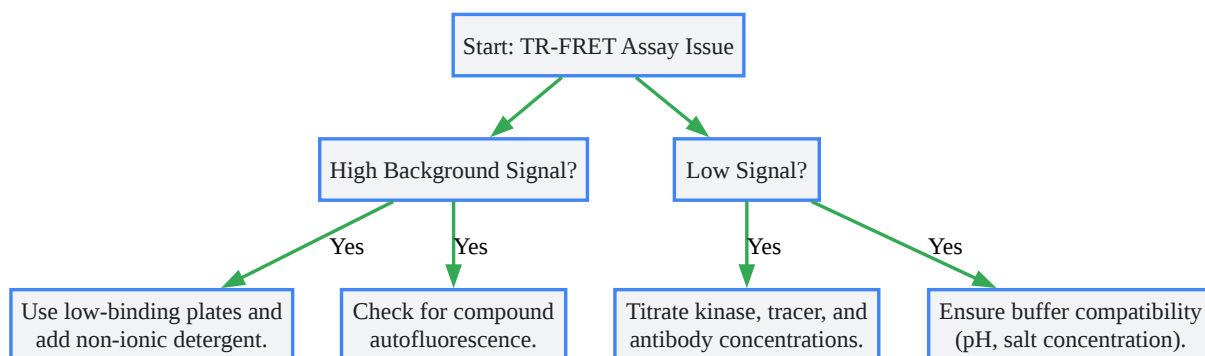 Start: TR-FRET Assay Issue
High Background Signal?
Low Signal?
Yes
Yes
Yes
Yes
Use low-binding plates and
add non-ionic detergent.
Check for compound
autofluorescence.
Titrate kinase, tracer, and
antibody concentrations.
Ensure buffer compatibility
(pH, salt concentration).